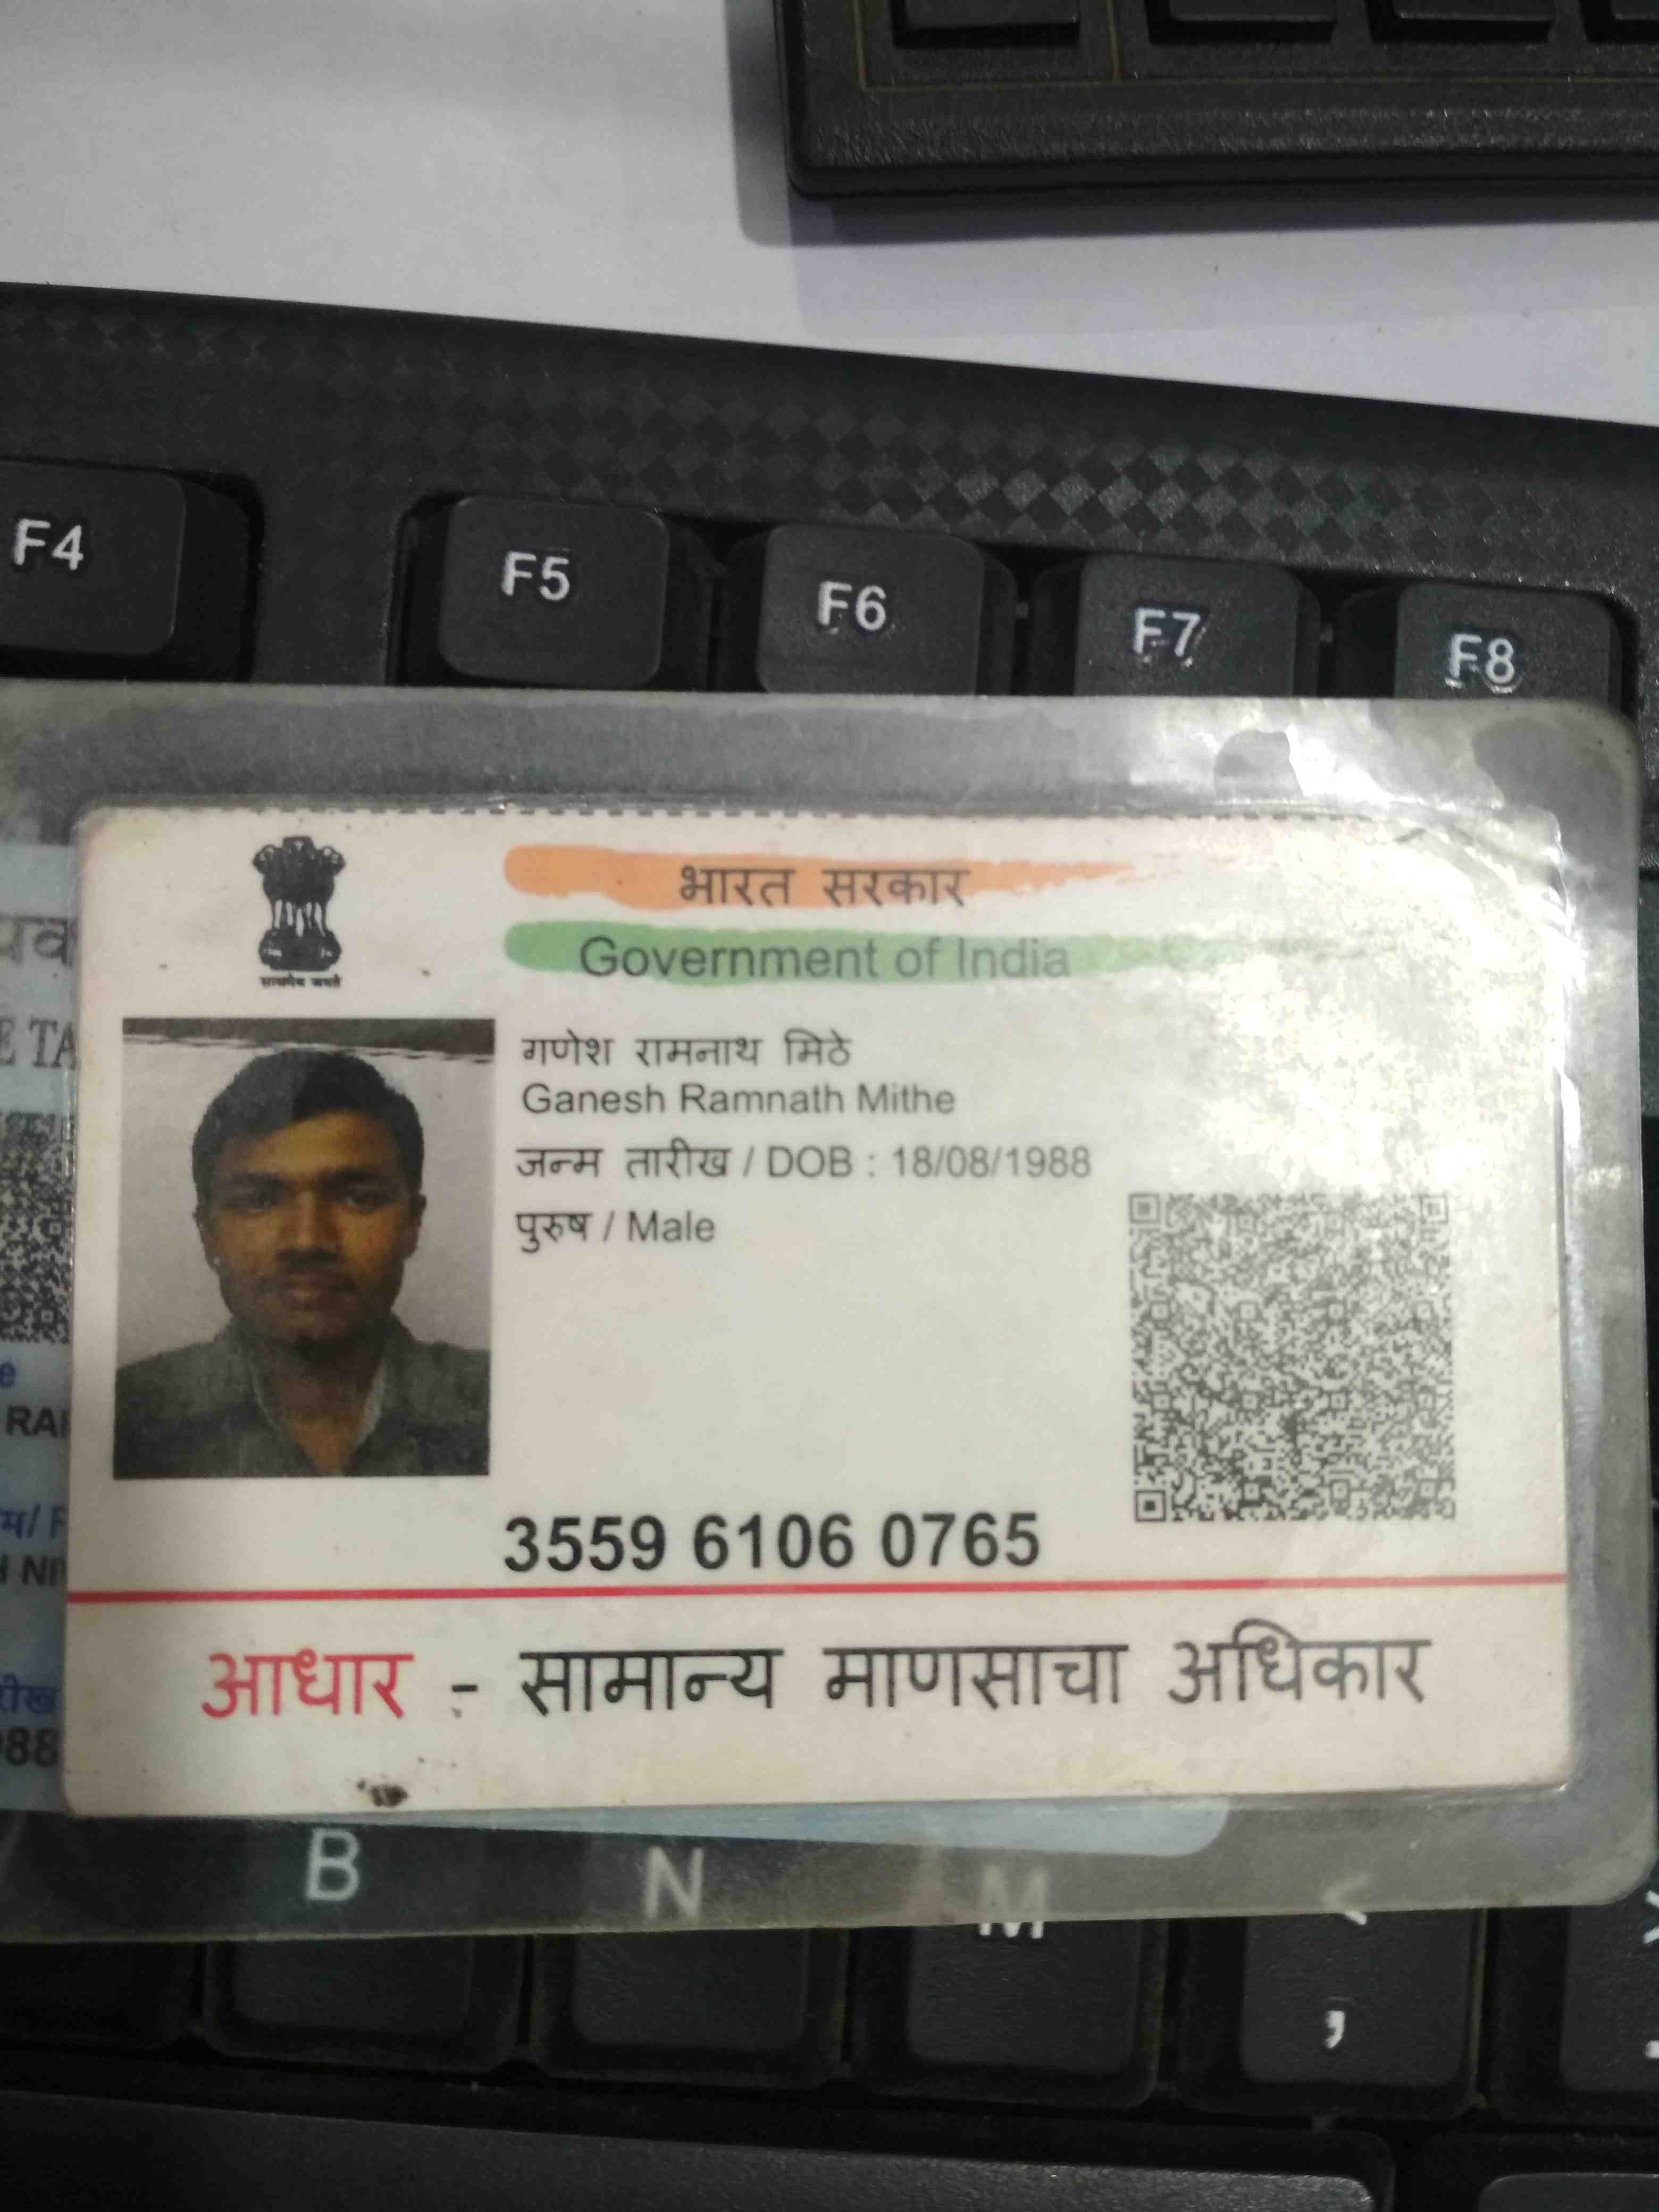 F4
F5
F6
F7
F8
भारत सरकार
Government of India
सत्यमेव जयते
गणेश रामनाथ मिठे
Ganesh Ramnath Mithe
जन्म तारीख / DOB : 18/08/1988
पुरुष / Male
3559 6106 0765
आधार - सामान्य माणसाचा अधिकार
B
N
M
<
,